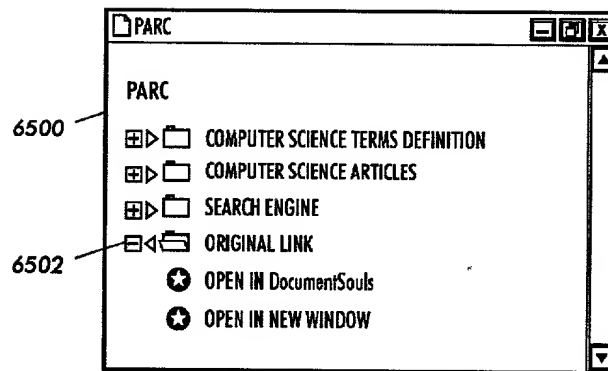 PARC
PARC
6500
COMPUTER SCIENCE TERMS DEFINITION
COMPUTER SCIENCE ARTICLES
SEARCH ENGINE
6502
ORIGINAL LINK
OPEN IN DocumentSouls
OPEN IN NEW WINDOW